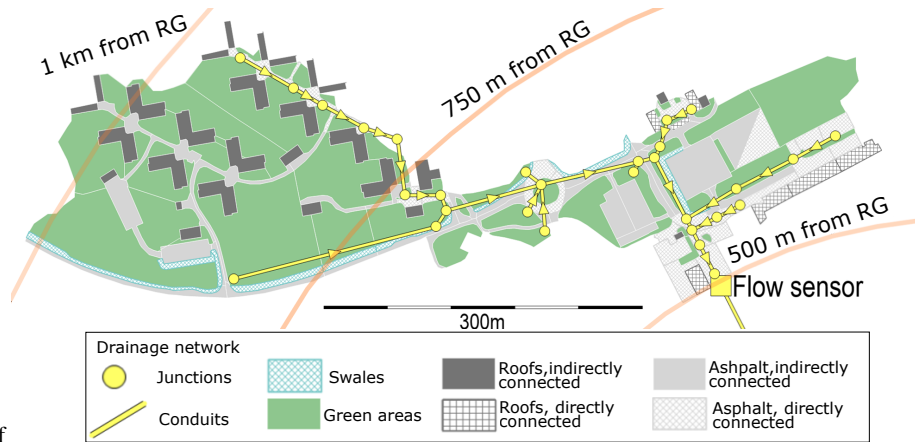 1 km from RG
750 m from RG
500 m from RG
Flow sensor
300m
Drainage network
Junctions
Swales
Roofs,indirectly
connected
Ashpalt,indirectly
connected
Conduits
Green areas
Roofs, directly
connected
Asphalt, directly
connected
f